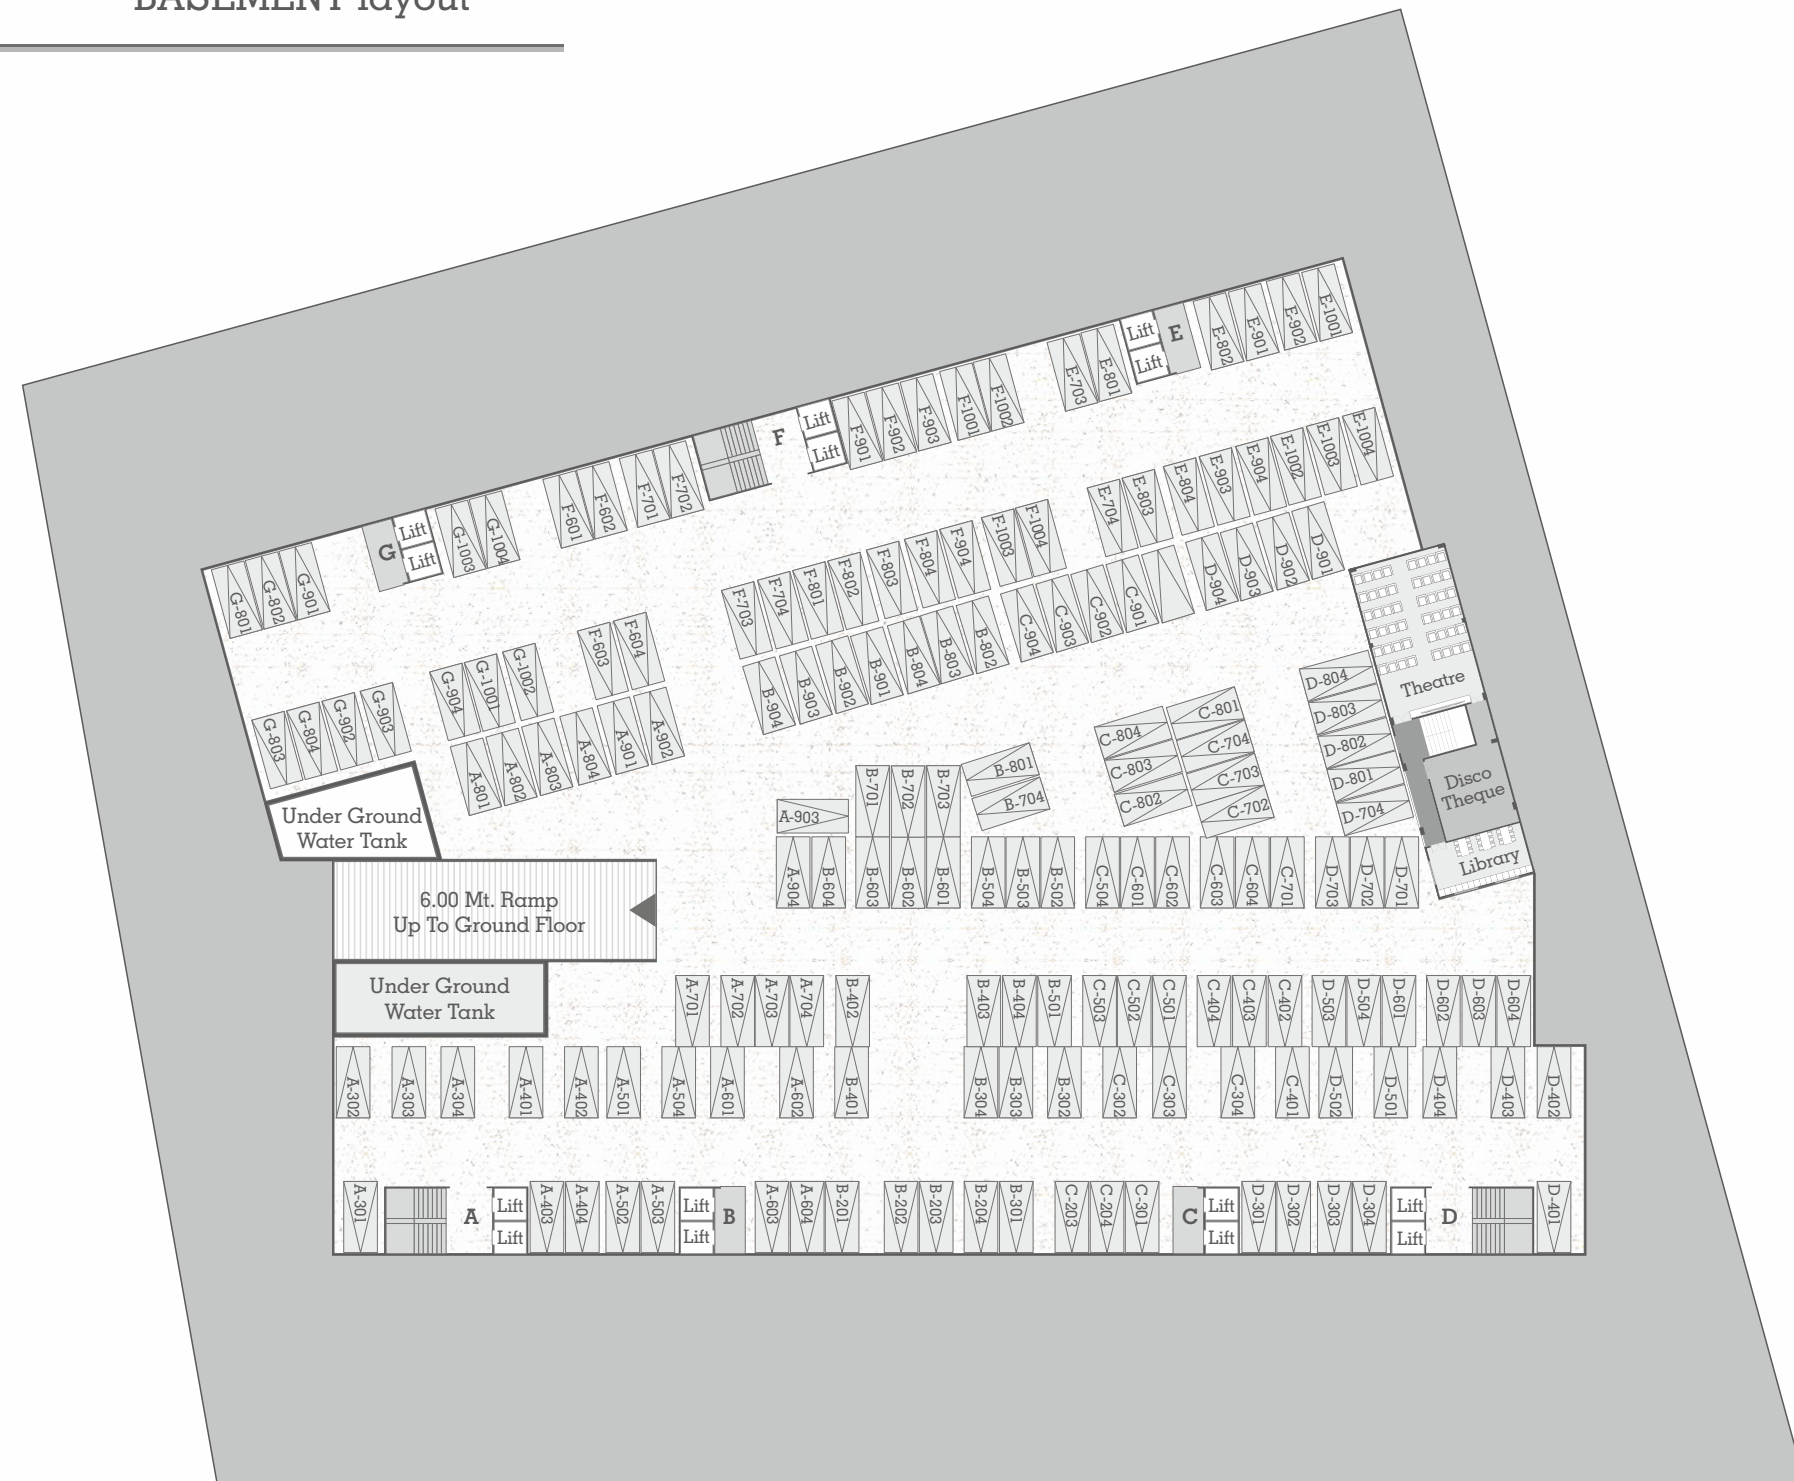 BASEMENT layout
E-802
E-901
E-902
E-1001
Lift
Lift
E
E-703
E-801
F-901
F-902
F-903
F-1001
F-1002
Lift
Lift
F
F-601
F-602
F-701
F-702
G
Lift
Lift
G-1003
G-1004
G-801
G-802
G-901
E-704
E-803
E-804
E-903
E-904
E-1002
E-1003
E-1004
F-703
F-704
F-801
F-802
F-803
F-804
F-904
F-1003
F-1004
D-904
D-903
D-902
D-901
C-904
C-903
C-902
C-901
B-904
B-903
B-902
B-901
B-804
B-803
B-802
F-603
F-604
G-904
G-1001
G-1002
G-803
G-804
G-902
G-903
A-801
A-802
A-803
A-804
A-901
A-902
Theatre
Disco
Theque
Library
D-804
D-803
D-802
D-801
D-704
C-804
C-803
C-802
C-801
C-704
C-703
C-702
B-801
B-704
B-701
B-702
B-703
A-903
Under Ground
Water Tank
A-904
B-604
B-603
B-602
B-601
B-504
B-503
B-502
C-504
C-601
C-602
C-603
C-604
C-701
D-703
D-702
D-701
6.00 Mt. Ramp
Up To Ground Floor
Under Ground
Water Tank
A-701
A-702
A-703
A-704
B-402
B-403
B-404
B-501
C-503
C-502
C-501
C-404
C-403
C-402
D-503
D-504
D-601
D-602
D-603
D-604
A-302
A-303
A-304
A-401
A-402
A-501
A-504
A-601
A-602
B-401
B-304
B-303
B-302
C-302
C-303
C-304
C-401
D-502
D-501
D-404
D-403
D-402
A-301
A
Lift
Lift
A-403
A-404
A-502
A-503
Lift
Lift
B
A-603
A-604
B-201
B-202
B-203
B-204
B-301
C-203
C-204
C-301
C
Lift
Lift
D-301
D-302
D-303
D-304
Lift
Lift
D
D-401